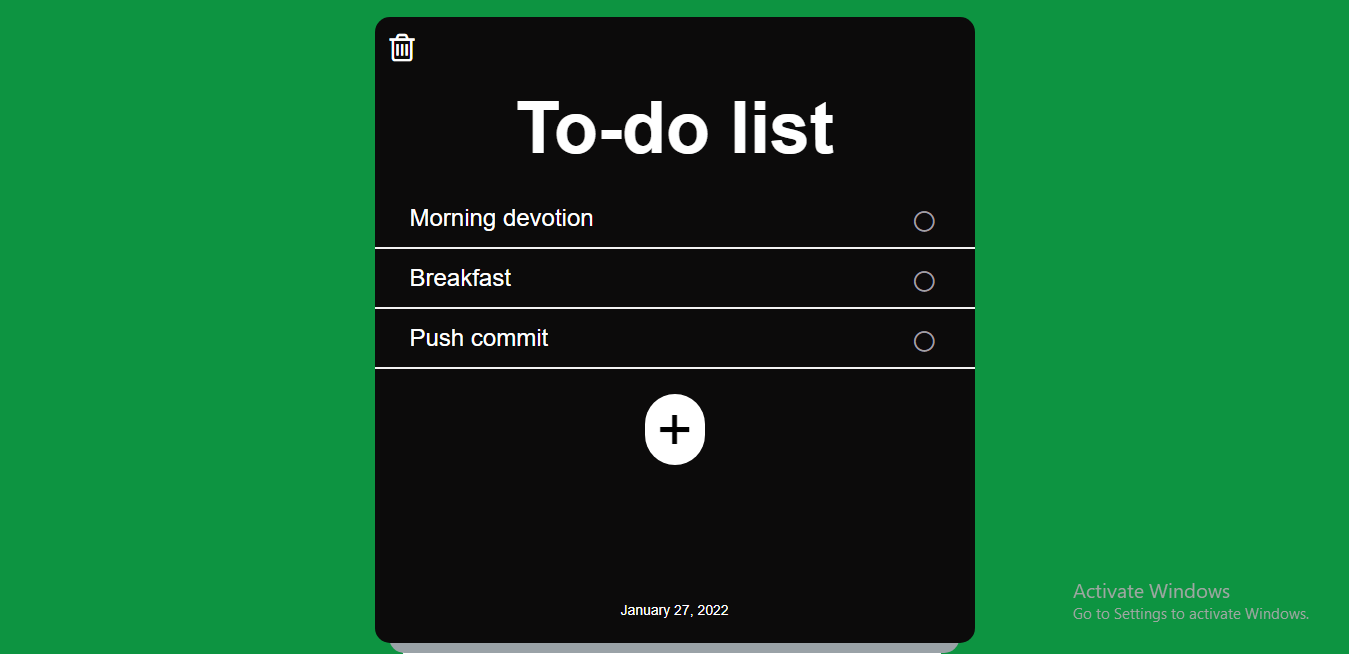 To-do list
Morning devotion
Breakfast
Push commit
January 27, 2022
Activate Windows
Go to Settings to activate Windows.